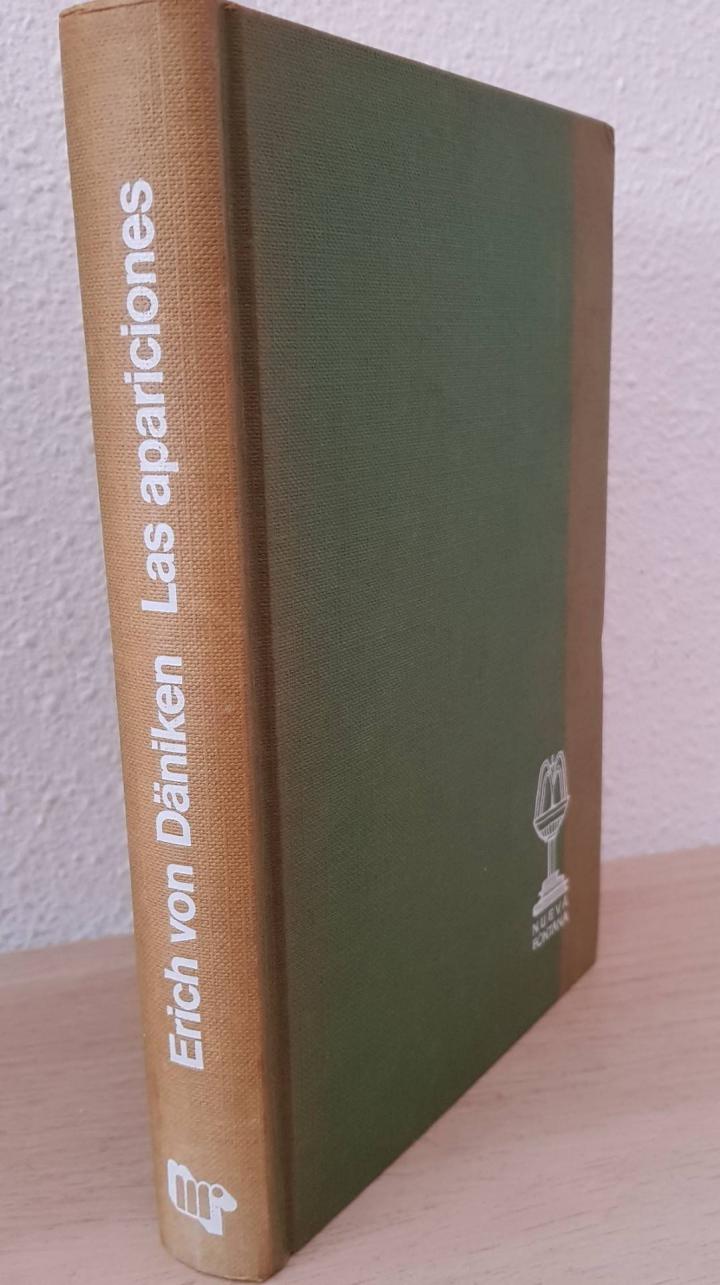 Erich von Däniken Las apariciones
NUEVA
FONTANA